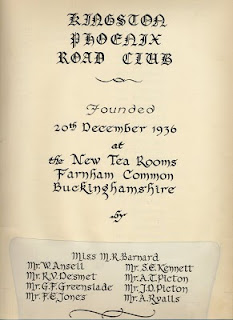 KINGSTON
PHOENIX
ROAD CLUB
Founded
20th December 1936
at
the New Tea Rooms
Farnham Common
Buckinghamshire
by
Miss M.R. Barnard
Mr. W. Ansell
Mr. R.V. Desmet
Mr. G.F. Greenslade
Mr. F.E. Jones
Mr. S.E. Kennett
Mr. A.T. Picton
Mr. J.D. Picton
Mr. A. Ryalls